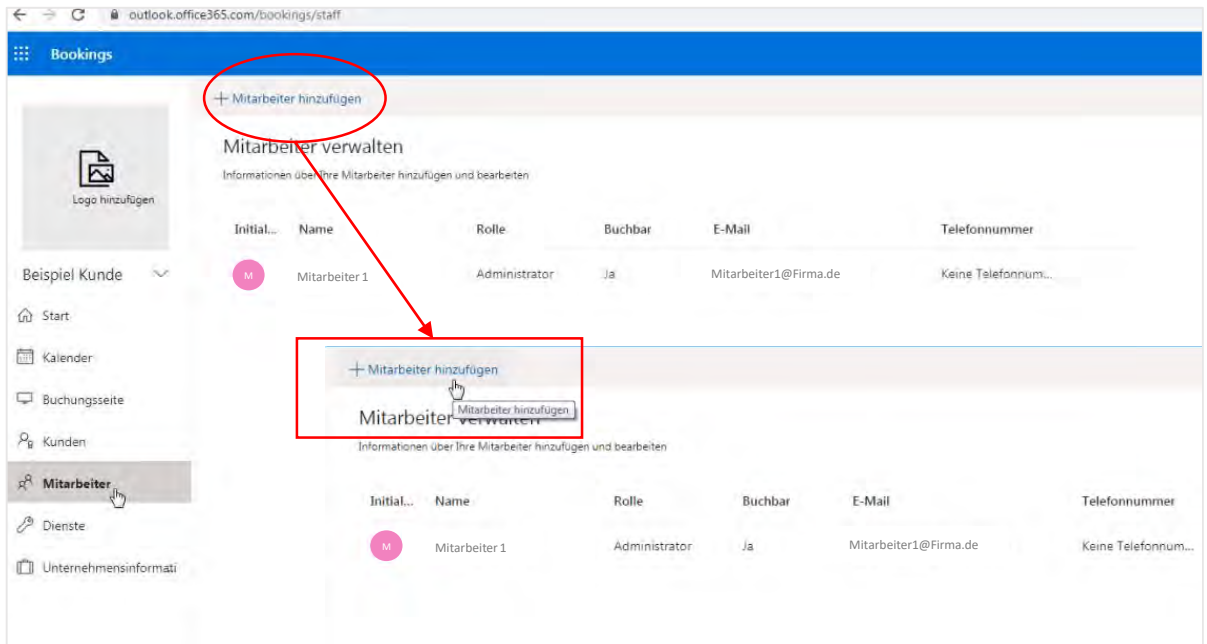 outlook.office365.com/bookings/staff
Bookings
+ Mitarbeiter hinzufügen
Mitarbeiter verwalten
Informationen über Ihre Mitarbeiter hinzufügen und bearbeiten
Logo hinzufügen
Initial... Name Rolle Buchbar E-Mail Telefonnummer
M Mitarbeiter 1 Administrator Ja Mitarbeiter1@Firma.de Keine Telefonnum...
Beispiel Kunde
Start
Kalender
Buchungsseite
Kunden
Mitarbeiter
Dienste
Unternehmensinformati
+ Mitarbeiter hinzufügen
Mitarbeiter hinzufügen
Mitarbeiter verwalten
Informationen über Ihre Mitarbeiter hinzufügen und bearbeiten
Initial... Name Rolle Buchbar E-Mail Telefonnummer
M Mitarbeiter 1 Administrator Ja Mitarbeiter1@Firma.de Keine Telefonnum...